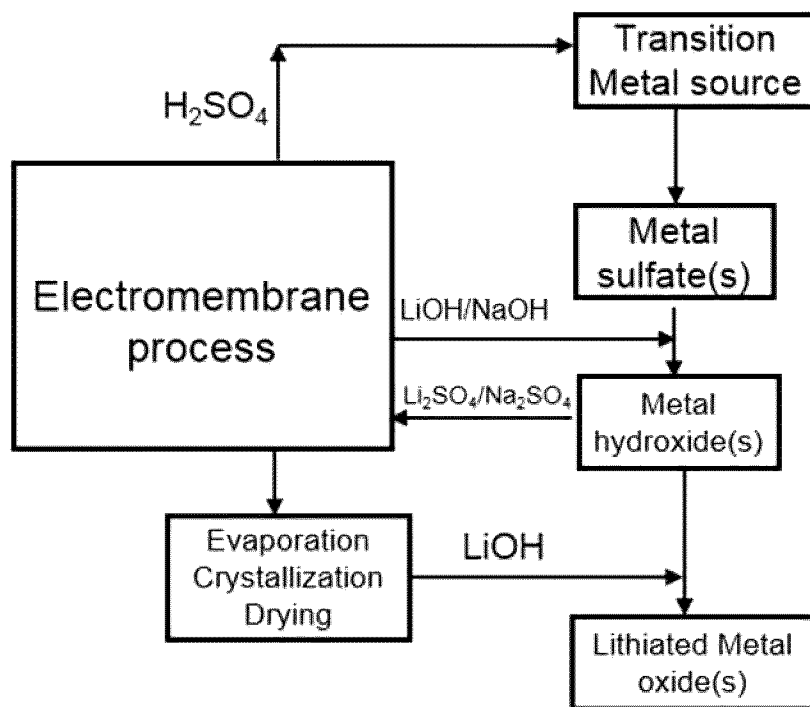 Transition
Metal source
H₂SO₄
Metal
sulfate(s)
Electromembrane
process
LiOH/NaOH
Li₂SO₄/Na₂SO₄
Metal
hydroxide(s)
Evaporation
Crystallization
Drying
LiOH
Lithiated Metal
oxide(s)